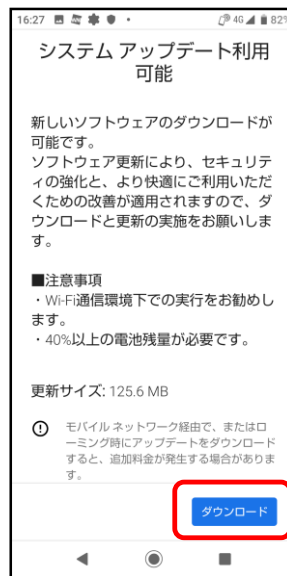 16:27 4G 82%
システム アップデート利用
可能
新しいソフトウェアのダウンロードが
可能です。
ソフトウェア更新により、セキュリテ
ィの強化と、より快適にご利用いただ
くための改善が適用されますので、ダ
ウンロードと更新の実施をお願いしま
す。
■注意事項
・Wi-Fi通信環境下での実行をお勧めし
ます。
・40%以上の電池残量が必要です。
更新サイズ: 125.6 MB
モバイル ネットワーク経由で、またはロ
ーミング時にアップデートをダウンロード
すると、追加料金が発生する場合がありま
す。
ダウンロード